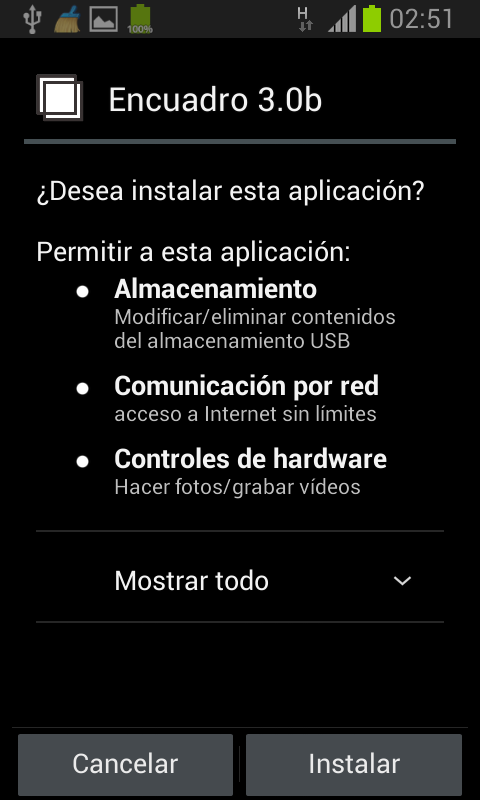 H
100%
02:51
Encuadro 3.0b
¿Desea instalar esta aplicación?
Permitir a esta aplicación:
Almacenamiento
Modificar/eliminar contenidos
del almacenamiento USB
Comunicación por red
acceso a Internet sin límites
Controles de hardware
Hacer fotos/grabar vídeos
Mostrar todo
Cancelar
Instalar